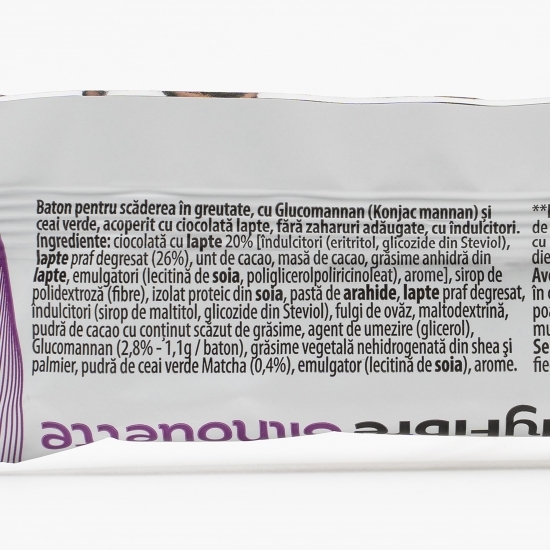 Baton pentru scăderea în greutate, cu Glucomannan (Konjac mannan) și
ceai verde, acoperit cu ciocolată lapte, fără zaharuri adăugate, cu îndulcitori.
Ingrediente: ciocolată cu lapte 20% [îndulcitori (eritritol, glicozide din Steviol),
lapte praf degresat (26%), unt de cacao, masă de cacao, grăsime anhidră din
lapte, emulgatori (lecitină de soia, poliglicerolpoliricinoleat), arome], sirop de
polidextroză (fibre), izolat proteic din soia, pastă de arahide, lapte praf degresat,
îndulcitori (sirop de maltitol, glicozide din Steviol), fulgi de ovăz, maltodextrină,
pudră de cacao cu conținut scăzut de grăsime, agent de umezire (glicerol),
Glucomannan (2,8% - 1,1g / baton), grăsime vegetală nehidrogenată din shea și
palmier, pudră de ceai verde Matcha (0,4%), emulgator (lecitină de soia), arome.
**
de
cu
die
în
Silhouette